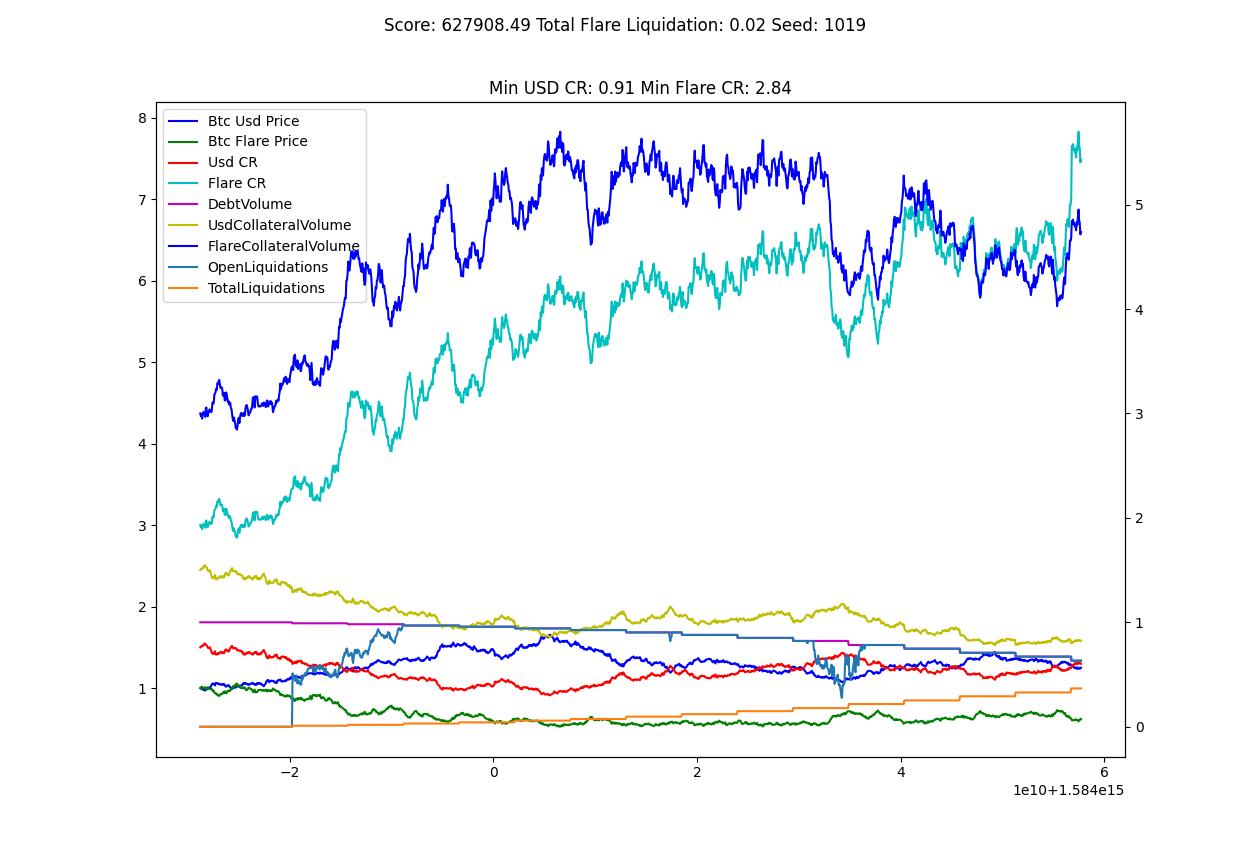 Score: 627908.49 Total Flare Liquidation: 0.02 Seed: 1019
Min USD CR: 0.91 Min Flare CR: 2.84
Btc Usd Price
Btc Flare Price
Usd CR
Flare CR
DebtVolume
UsdCollateralVolume
FlareCollateralVolume
OpenLiquidations
TotalLiquidations
8
7
6
5
4
3
2
1
5
4
3
2
1
0
−2
0
2
4
6
1e10+1.584e15